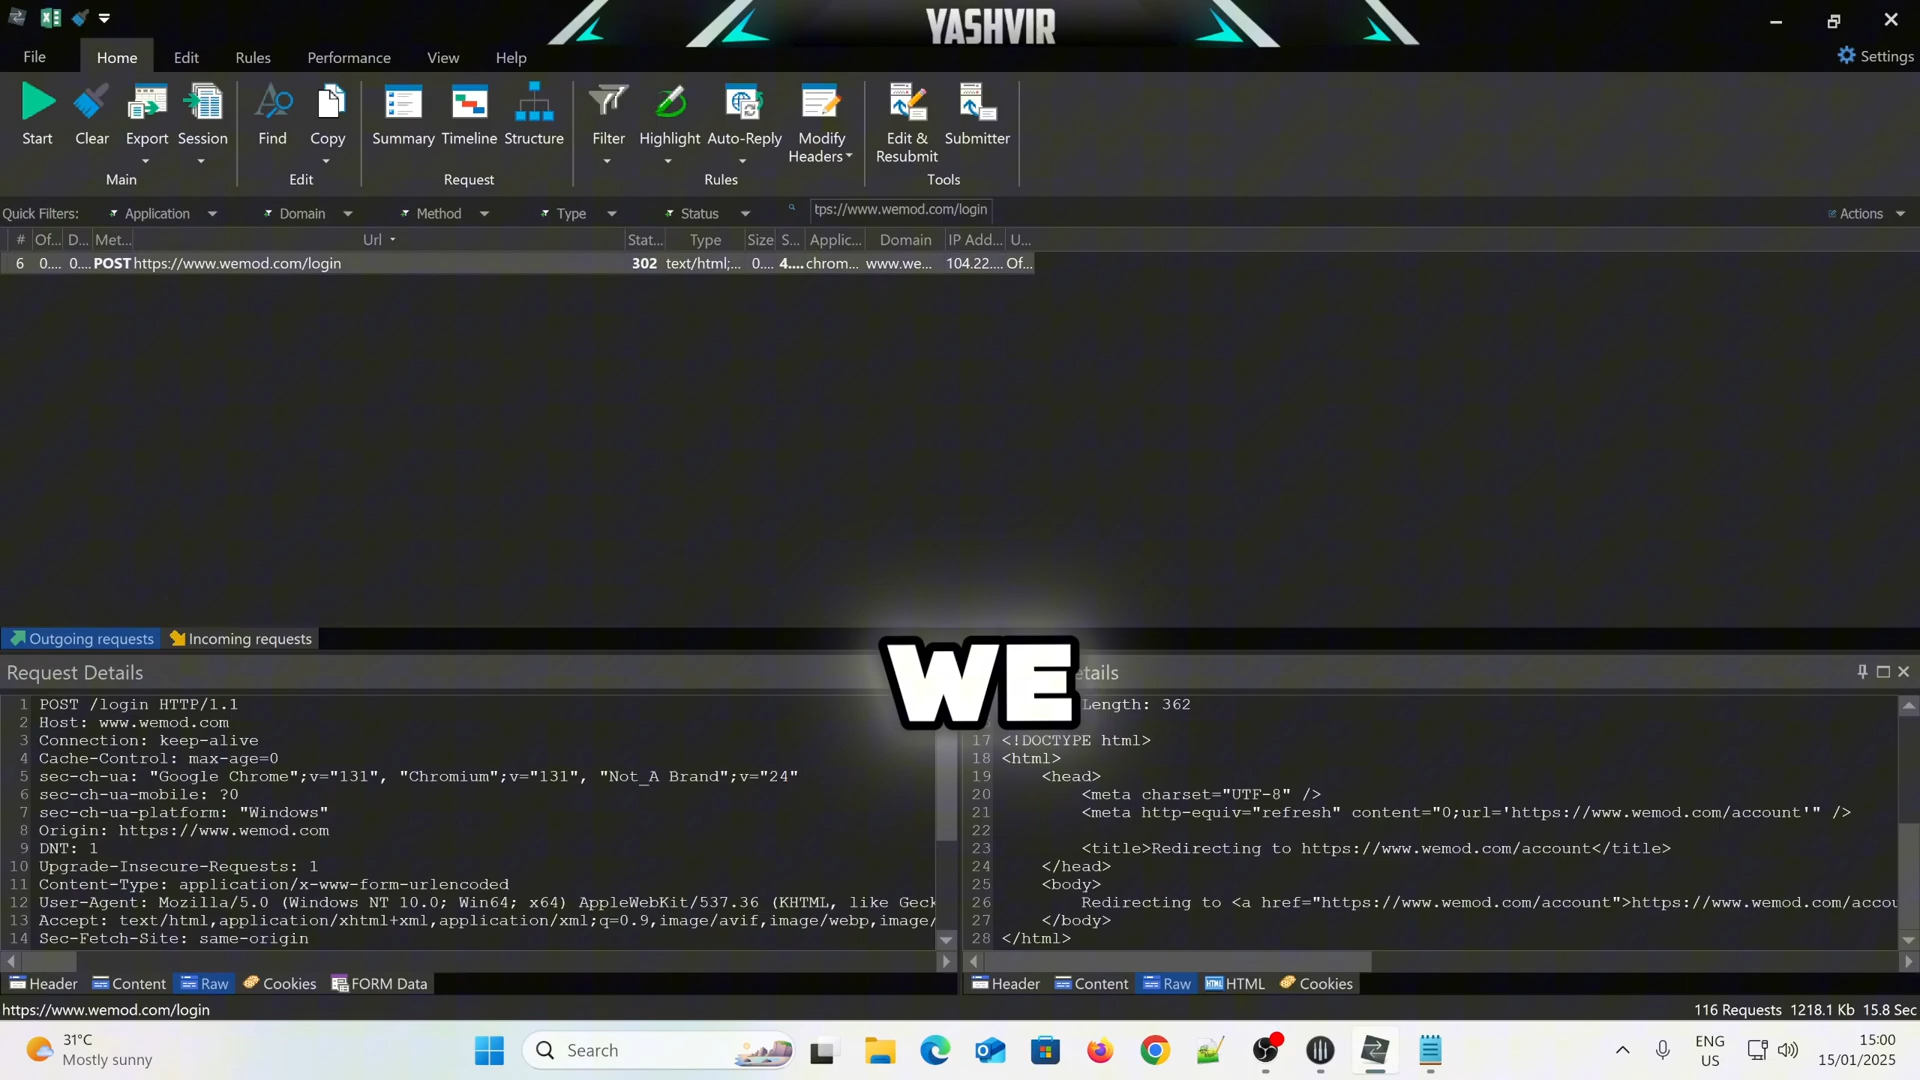 YASHVIR
File
Home
Edit
Rules
Performance
View
Help
Settings
Start
Clear
Export
Session
Find
Copy
Summary
Timeline
Structure
Filter
Highlight
Auto-Reply
Modify Headers
Edit & Resubmit
Submitter
Main
Edit
Request
Rules
Tools
Quick Filters:
Application
Domain
Method
Type
Status
tps://www.wemod.com/login
Actions
# Of... D... Met... Url Stat... Type Size S... Applic... Domain IP Add... U...
6 0.... 0.... POST https://www.wemod.com/login 302 text/html;... 0.... 4.... chrom... www.we... 104.22.... Of...
Outgoing requests
Incoming requests
Request Details
1 POST /login HTTP/1.1
2 Host: www.wemod.com
3 Connection: keep-alive
4 Cache-Control: max-age=0
5 sec-ch-ua: "Google Chrome";v="131", "Chromium";v="131", "Not_A Brand";v="24"
6 sec-ch-ua-mobile: ?0
7 sec-ch-ua-platform: "Windows"
8 Origin: https://www.wemod.com
9 DNT: 1
10 Upgrade-Insecure-Requests: 1
11 Content-Type: application/x-www-form-urlencoded
12 User-Agent: Mozilla/5.0 (Windows NT 10.0; Win64; x64) AppleWebKit/537.36 (KHTML, like Geck
13 Accept: text/html,application/xhtml+xml,application/xml;q=0.9,image/avif,image/webp,image/
14 Sec-Fetch-Site: same-origin
Header
Content
Raw
Cookies
FORM Data
WE
etails
Length: 362
17 <!DOCTYPE html>
18 <html>
19 <head>
20 <meta charset="UTF-8" />
21 <meta http-equiv="refresh" content="0;url='https://www.wemod.com/account'" />
22
23 <title>Redirecting to https://www.wemod.com/account</title>
24 </head>
25 <body>
26 Redirecting to <a href="https://www.wemod.com/account">https://www.wemod.com/accou
27 </body>
28 </html>
Header
Content
Raw
HTML
Cookies
https://www.wemod.com/login
116 Requests 1218.1 Kb 15.8 Sec
31°C
Mostly sunny
Search
ENG
US
15:00
15/01/2025